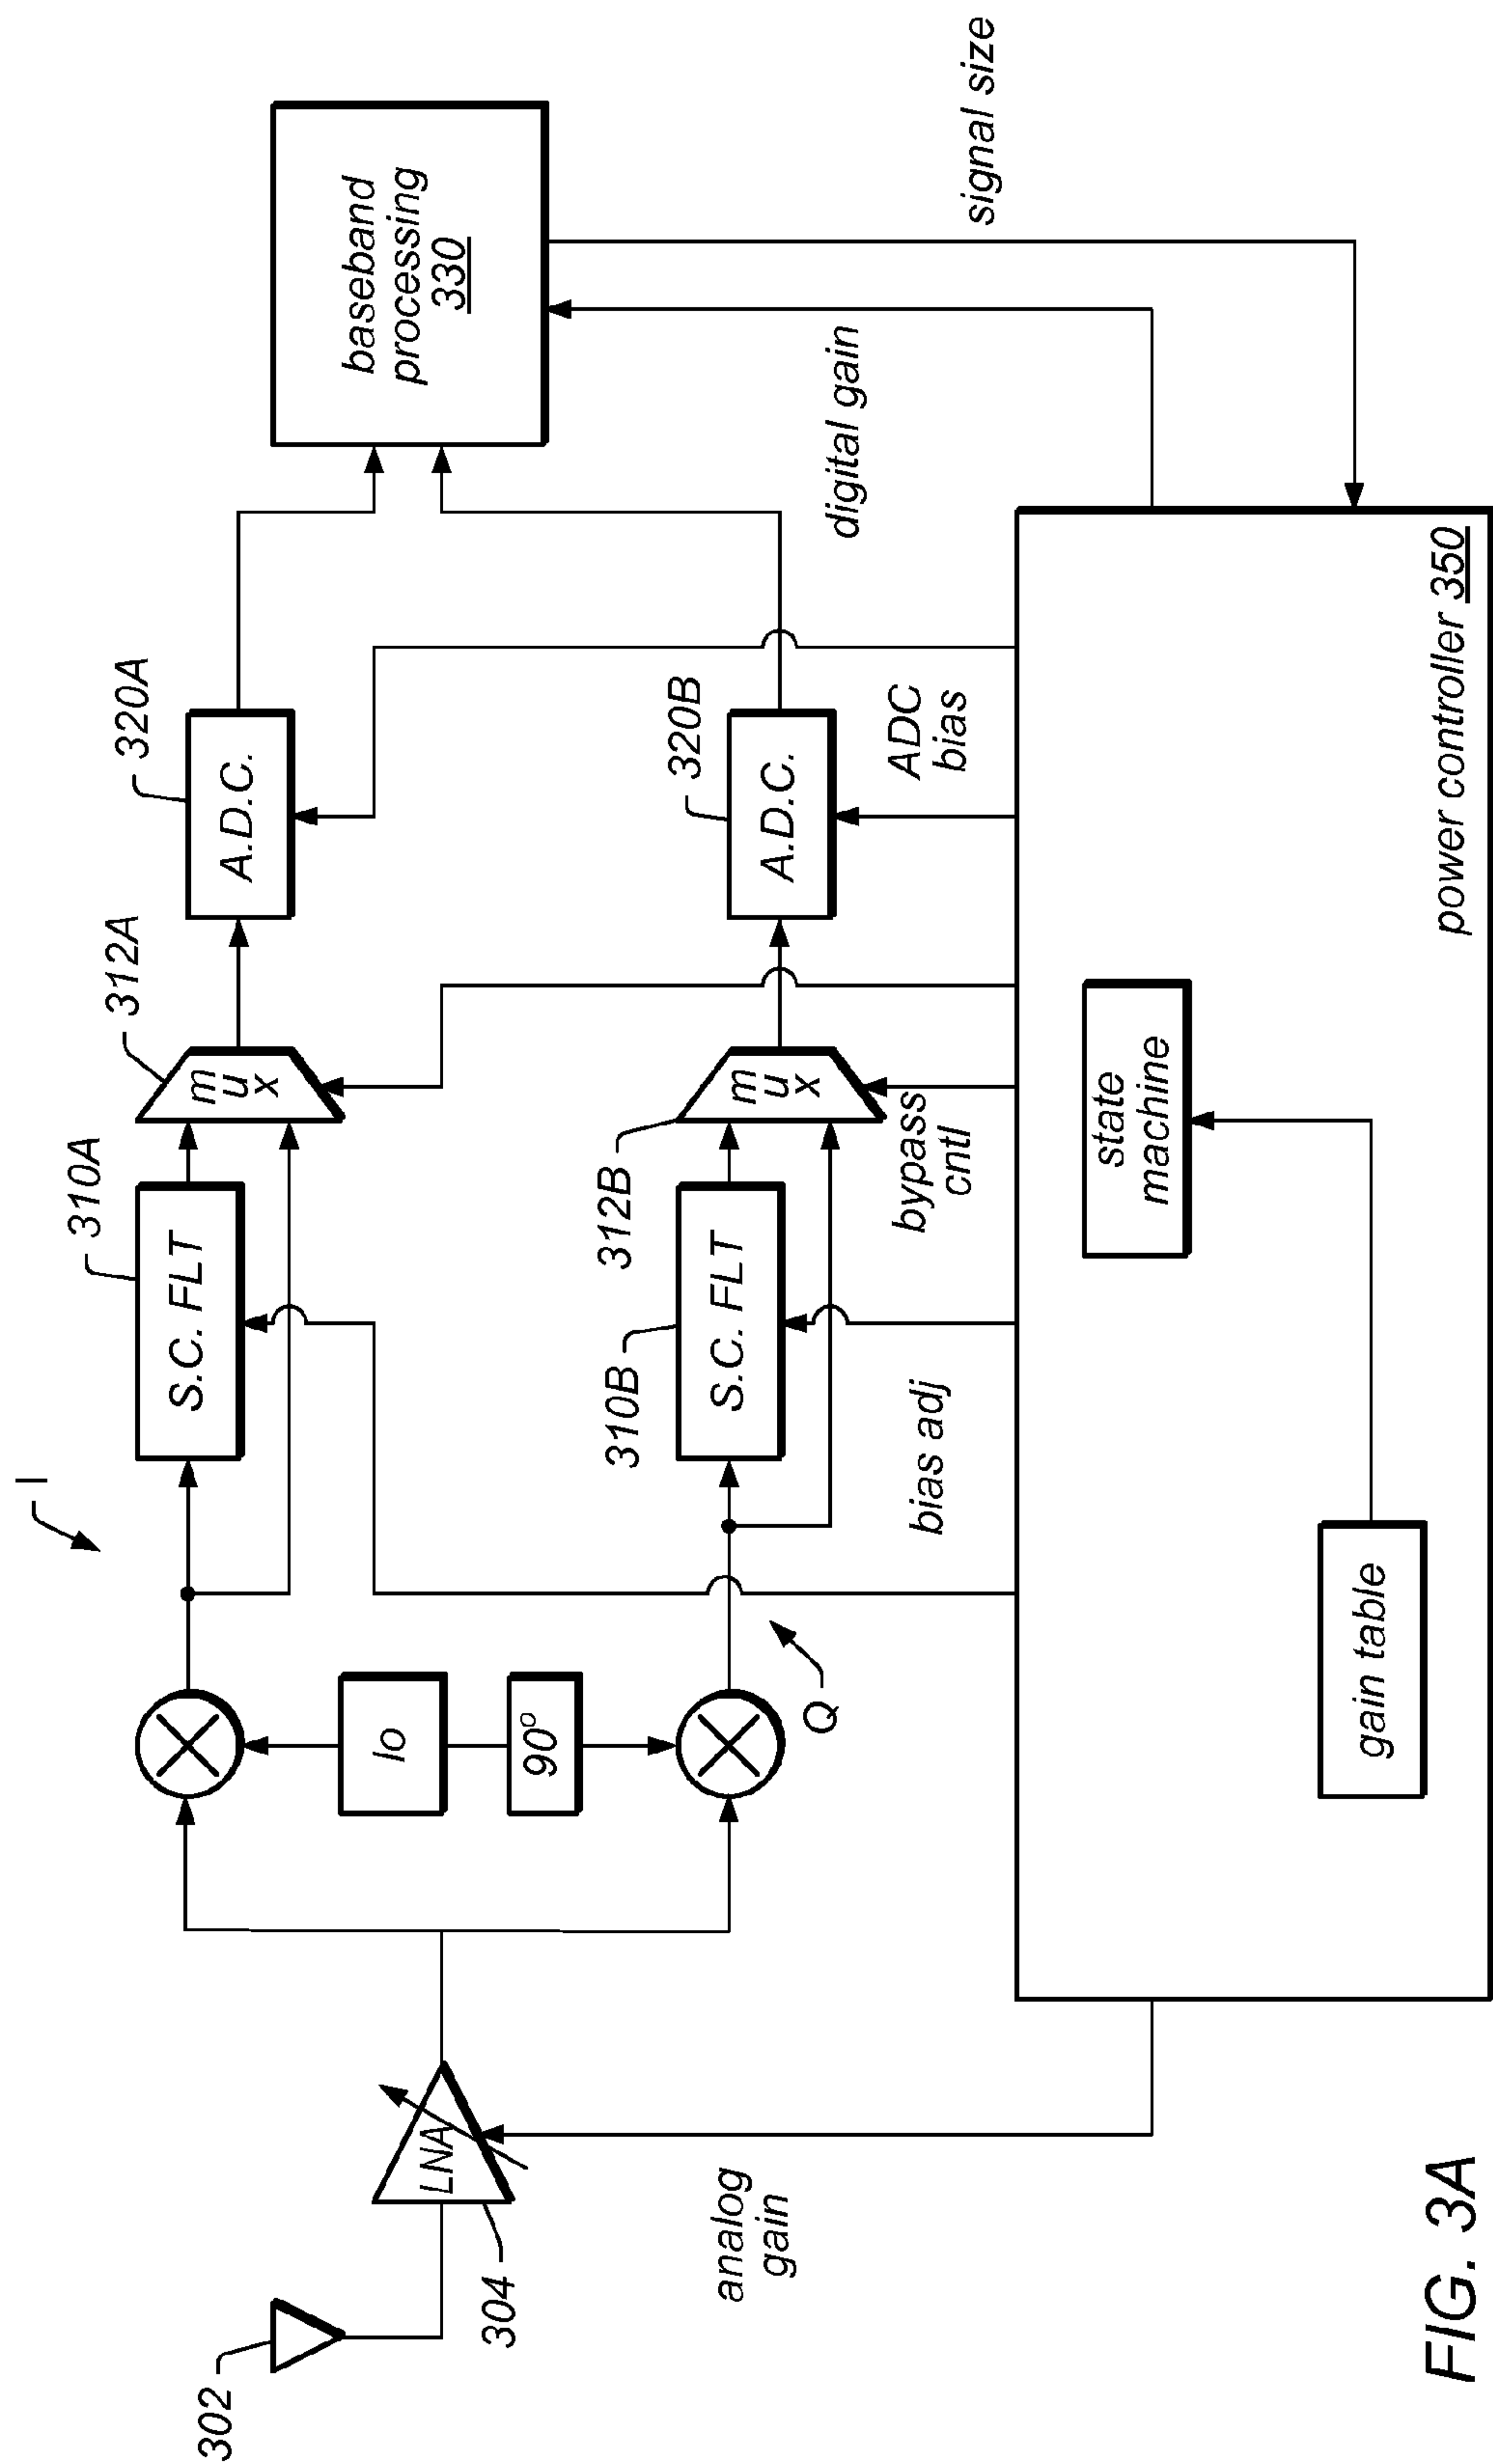 I
310A
312A
320A
302
LNA
304
lo
90°
S.C. FLT
m
u
x
A.D.C.
baseband
processing
330
Q
310B
S.C. FLT
312B
m
u
x
320B
A.D.C.
analog
gain
bias adj
bypass
cntl
ADC
bias
digital gain
signal size
gain table
state
machine
power controller 350
FIG. 3A